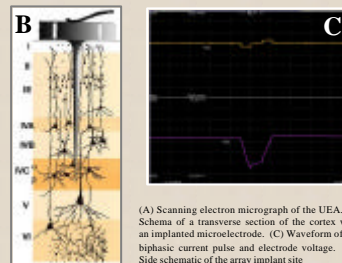 B
C
I
II
III
IVA
IVB
IVC
V
VI
(A) Scanning electron micrograph of the UEA.
Schema of a transverse section of the cortex
an implanted microelectrode. (C) Waveform of
biphasic current pulse and electrode voltage.
Side schematic of the array implant site